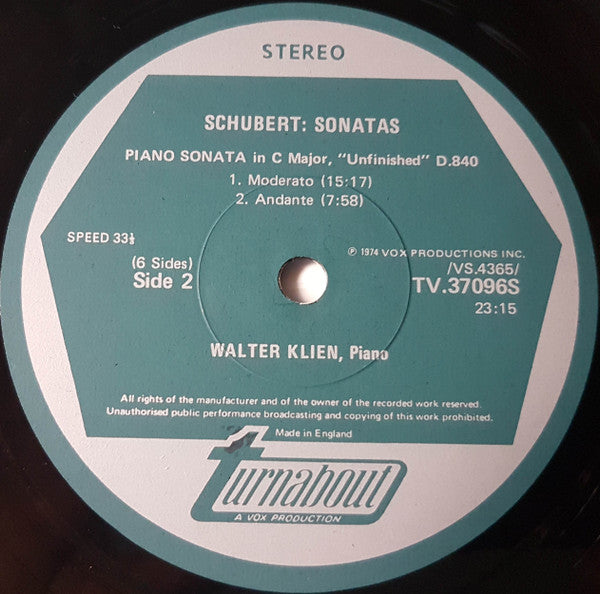 STEREO
SCHUBERT: SONATAS
PIANO SONATA in C Major, "Unfinished" D.840
1. Moderato (15:17)
2. Andante (7:58)
SPEED 33⅓
(6 Sides)
Side 2
℗ 1974 VOX PRODUCTIONS INC.
/VS.4365/
TV.37096S
23:15
WALTER KLIEN, Piano
All rights of the manufacturer and of the owner of the recorded work reserved.
Unauthorised public performance broadcasting and copying of this work prohibited.
Made in England
turnabout
A VOX PRODUCTION